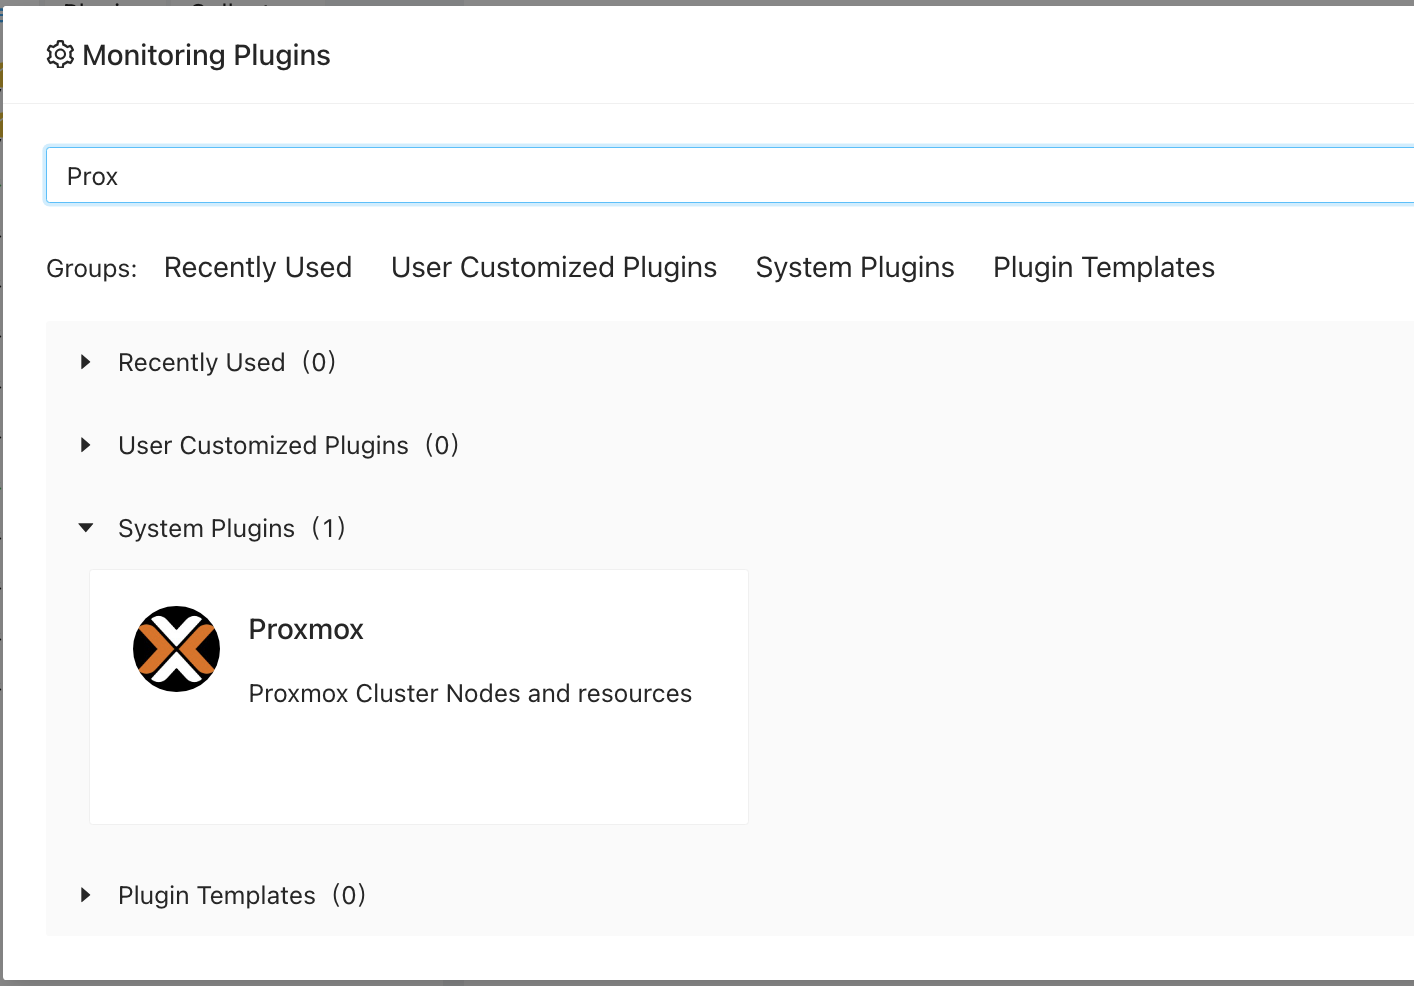 Monitoring Plugins
Prox
Groups: Recently Used User Customized Plugins System Plugins Plugin Templates
Recently Used (0)
User Customized Plugins (0)
System Plugins (1)
Proxmox
Proxmox Cluster Nodes and resources
Plugin Templates (0)